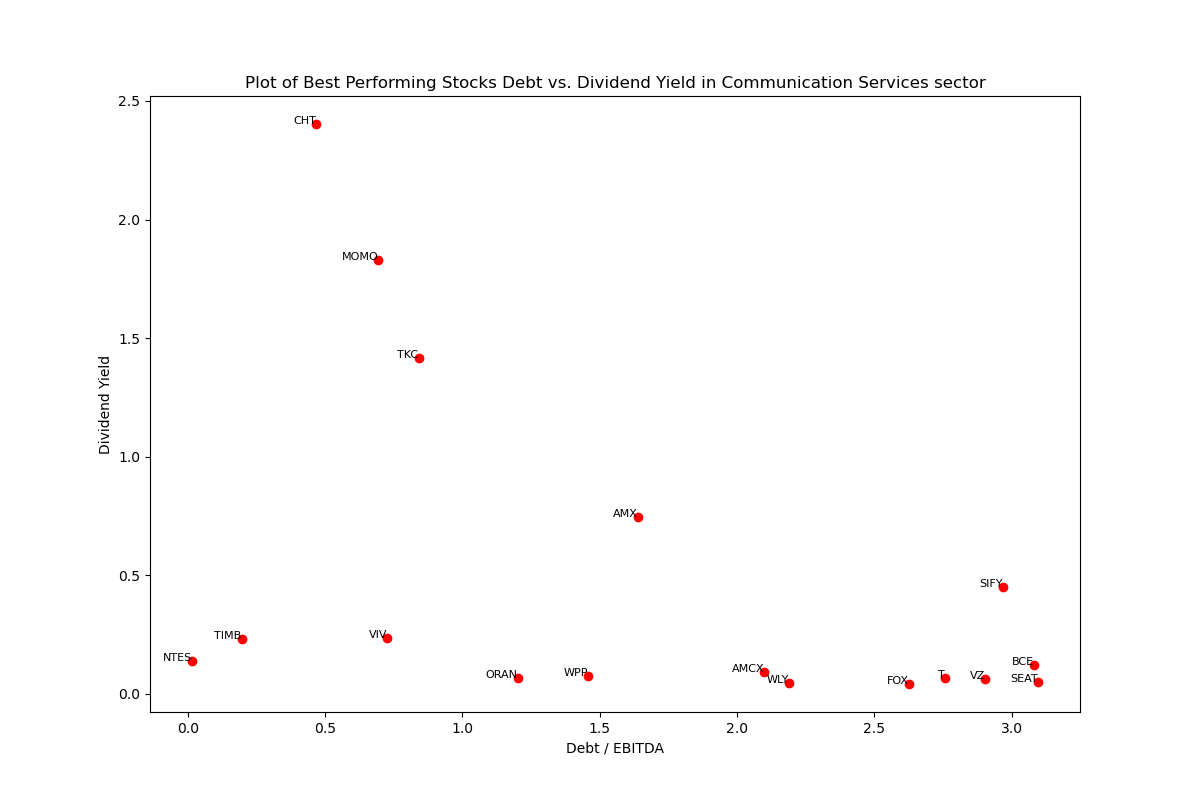 Plot of Best Performing Stocks Debt vs. Dividend Yield in Communication Services sector
2.5
CHT
2.0
MOMO
1.5
TKC
Dividend Yield
1.0
AMX
0.5
SIFY
TIMB
VIV
NTES
BCE
AMCX
WPP
ORAN
T
VZ
SEAT
WLY
FOX
0.0
0.0 0.5 1.0 1.5 2.0 2.5 3.0
Debt / EBITDA